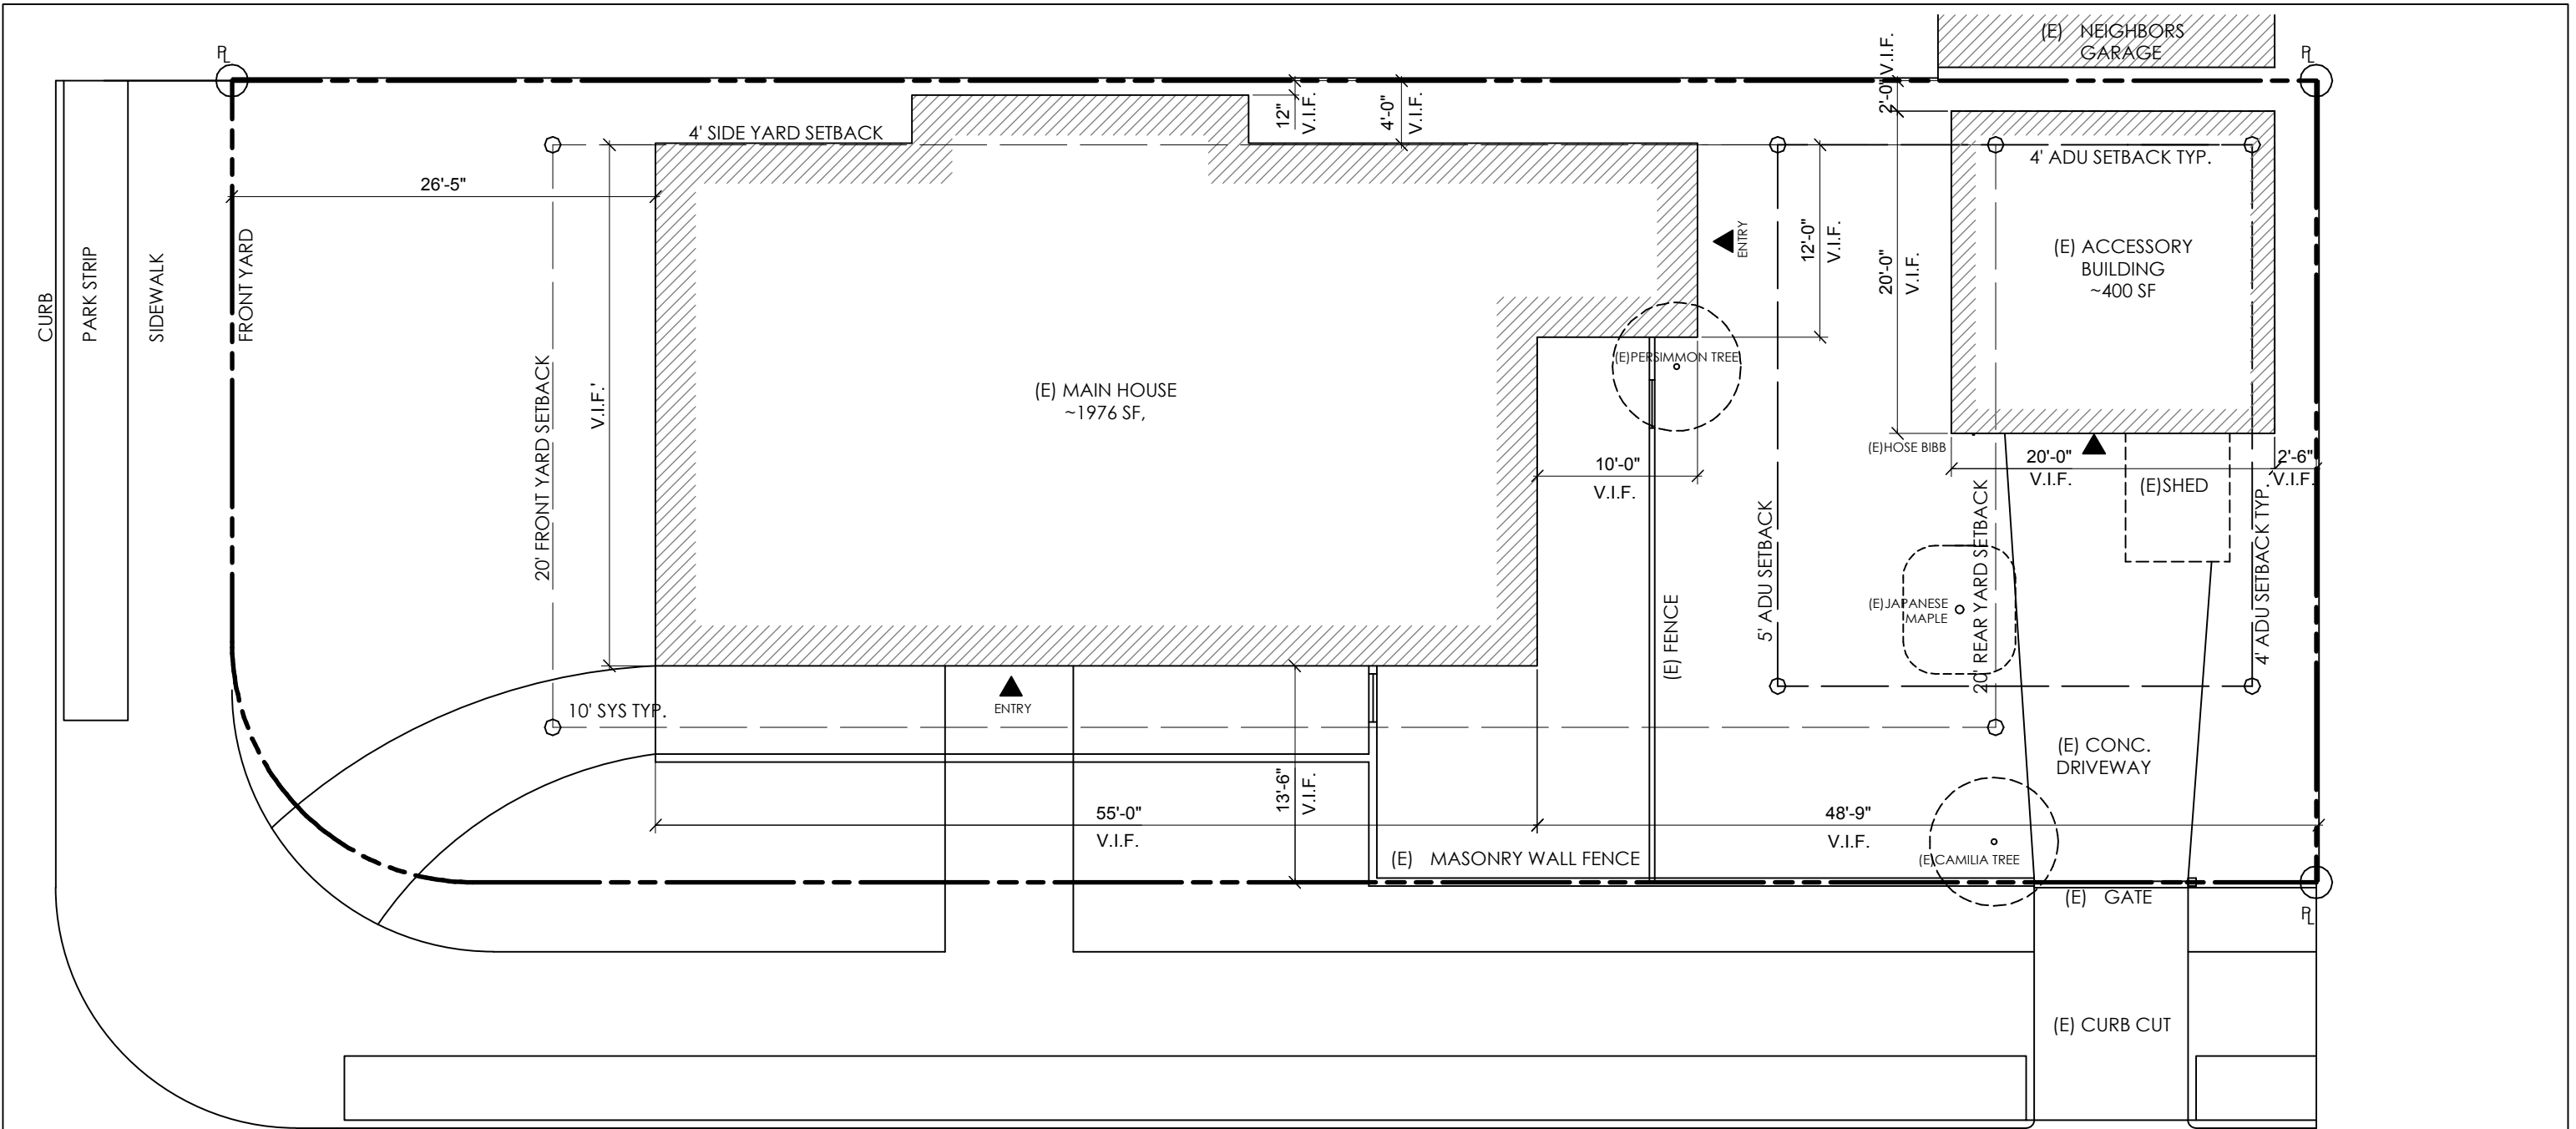 PL
(E) NEIGHBORS
GARAGE
PL
2'-0" V.I.F.
12"
V.I.F.
4'-0"
V.I.F.
4' SIDE YARD SETBACK
4' ADU SETBACK TYP.
26'-5"
CURB
PARK STRIP
SIDEWALK
FRONT YARD
20' FRONT YARD SETBACK
V.I.F.'
(E) MAIN HOUSE
~1976 SF,
ENTRY
12'-0"
V.I.F.
20'-0"
V.I.F.
(E) ACCESSORY
BUILDING
~400 SF
(E)PERSIMMON TREE
10'-0"
V.I.F.
(E)HOSE BIBB
20'-0"
V.I.F.
2'-6"
V.I.F.
(E)SHED
5' ADU SETBACK
20' REAR YARD SETBACK
4' ADU SETBACK TYP.
(E)JAPANESE
MAPLE
(E) FENCE
10' SYS TYP.
ENTRY
(E) CONC.
DRIVEWAY
13'-6"
V.I.F.
55'-0"
V.I.F.
48'-9"
V.I.F.
(E) MASONRY WALL FENCE
(E)CAMILIA TREE
(E) GATE
PL
(E) CURB CUT